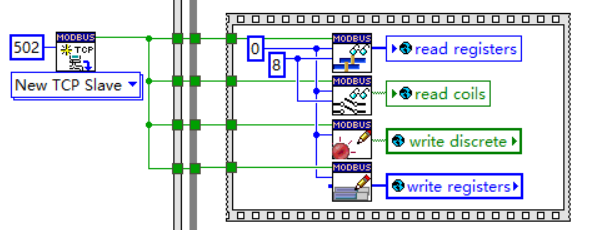 MODBUS
502
TCP
New TCP Slave
0
8
MODBUS
read registers
MODBUS
read coils
MODBUS
write discrete
MODBUS
write registers